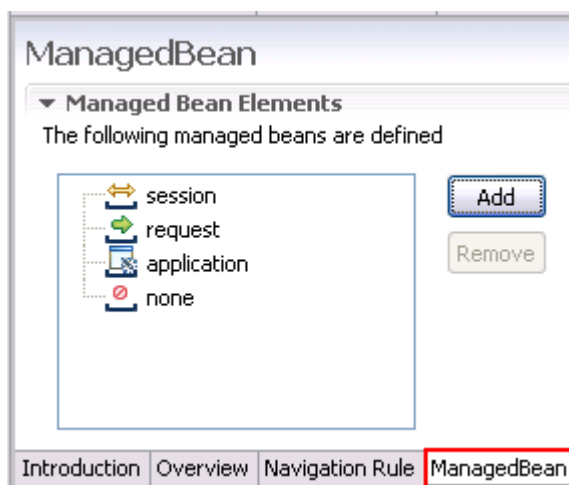 ManagedBean
Managed Bean Elements
The following managed beans are defined
session
request
application
none
Add
Remove
Introduction
Overview
Navigation Rule
ManagedBean